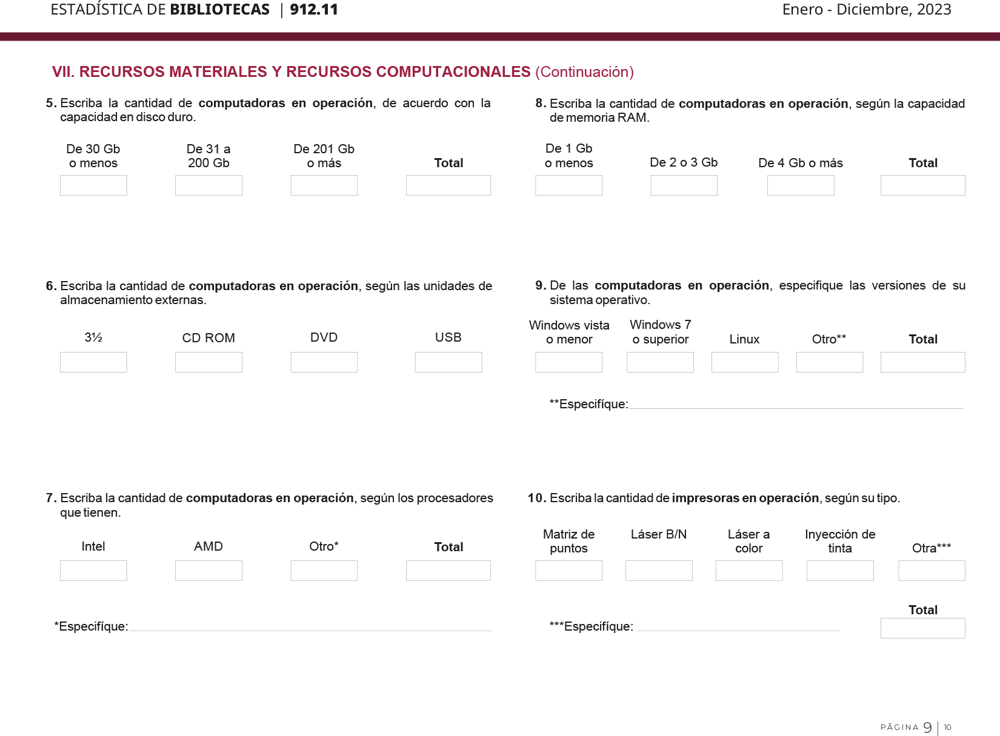 ESTADÍSTICA DE BIBLIOTECAS | 912.11
Enero - Diciembre, 2023
VII. RECURSOS MATERIALES Y RECURSOS COMPUTACIONALES (Continuación)
5. Escriba la cantidad de computadoras en operación, de acuerdo con la
capacidad en disco duro.
De 30 Gb
o menos
De 31 a
200 Gb
De 201 Gb
o más
Total
6. Escriba la cantidad de computadoras en operación, según las unidades de
almacenamiento externas.
3½
CD ROM
DVD
USB
7. Escriba la cantidad de computadoras en operación, según los procesadores
que tienen.
Intel
AMD
Otro*
Total
*Especifíque:
8. Escriba la cantidad de computadoras en operación, según la capacidad
de memoria RAM.
De 1 Gb
o menos
De 2 o 3 Gb
De 4 Gb o más
Total
9. De las computadoras en operación, especifique las versiones de su
sistema operativo.
Windows vista
o menor
Windows 7
o superior
Linux
Otro**
Total
**Especifíque:
10. Escriba la cantidad de impresoras en operación, según su tipo.
Matriz de
puntos
Láser B/N
Láser a
color
Inyección de
tinta
Otra***
Total
***Especifíque:
PÁGINA 9 | 10